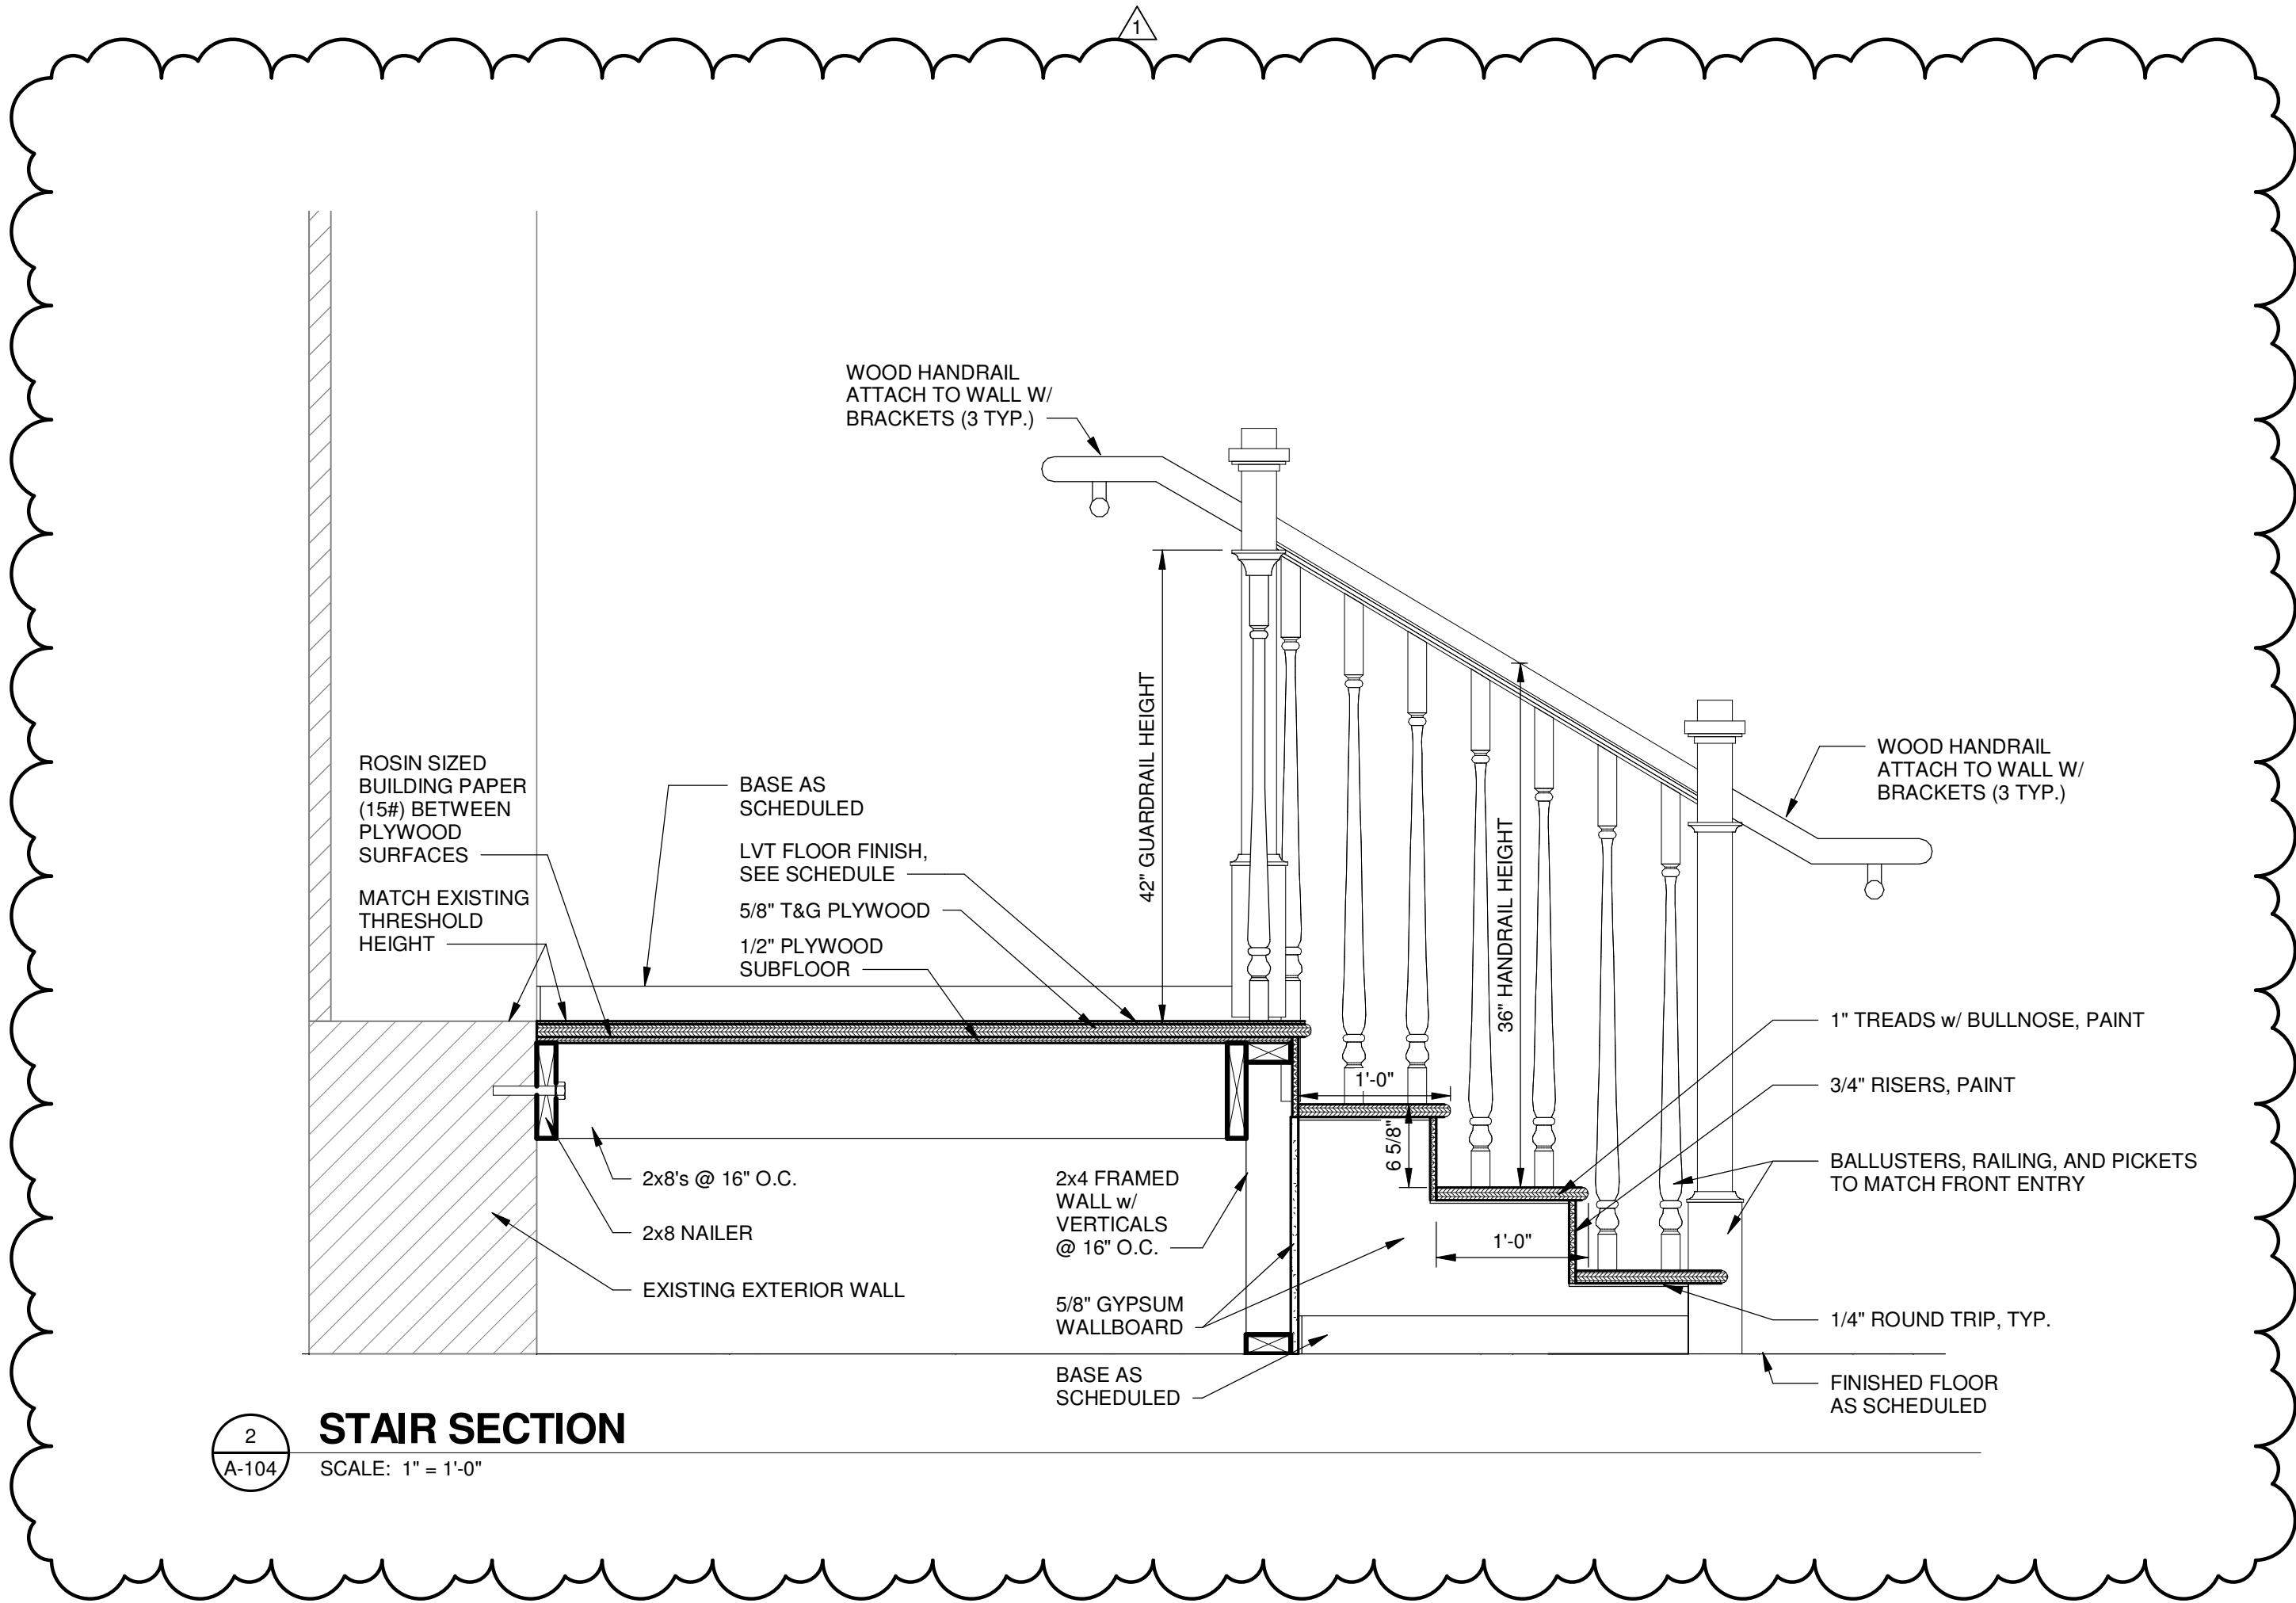 1
WOOD HANDRAIL
ATTACH TO WALL W/
BRACKETS (3 TYP.)
42" GUARDRAIL HEIGHT
36" HANDRAIL HEIGHT
WOOD HANDRAIL
ATTACH TO WALL W/
BRACKETS (3 TYP.)
ROSIN SIZED
BUILDING PAPER
(15#) BETWEEN
PLYWOOD
SURFACES
MATCH EXISTING
THRESHOLD
HEIGHT
BASE AS
SCHEDULED
LVT FLOOR FINISH,
SEE SCHEDULE
5/8" T&G PLYWOOD
1/2" PLYWOOD
SUBFLOOR
1" TREADS w/ BULLNOSE, PAINT
3/4" RISERS, PAINT
BALLUSTERS, RAILING, AND PICKETS
TO MATCH FRONT ENTRY
1/4" ROUND TRIP, TYP.
FINISHED FLOOR
AS SCHEDULED
1'-0"
6 5/8"
1'-0"
2x8's @ 16" O.C.
2x8 NAILER
EXISTING EXTERIOR WALL
2x4 FRAMED
WALL w/
VERTICALS
@ 16" O.C.
5/8" GYPSUM
WALLBOARD
BASE AS
SCHEDULED
2
A-104
STAIR SECTION
SCALE: 1" = 1'-0"